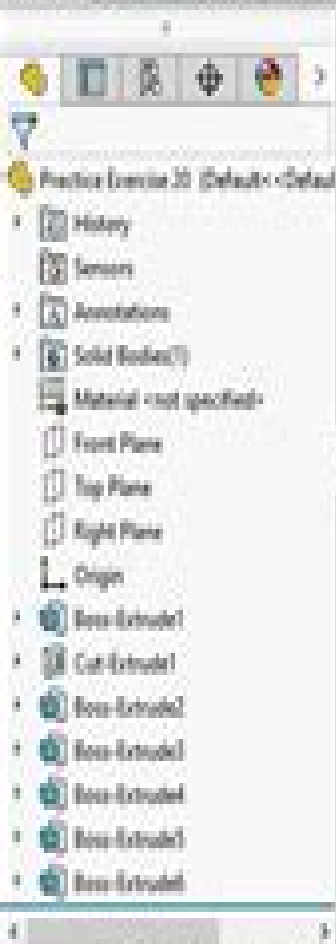 Practice Exercise 20 (Default<<Defaul
History
Sensors
Annotations
Solid Bodies(1)
Material <not specified>
Front Plane
Top Plane
Right Plane
Origin
Boss-Extrude1
Cut-Extrude1
Boss-Extrude2
Boss-Extrude3
Boss-Extrude4
Boss-Extrude5
Boss-Extrude6